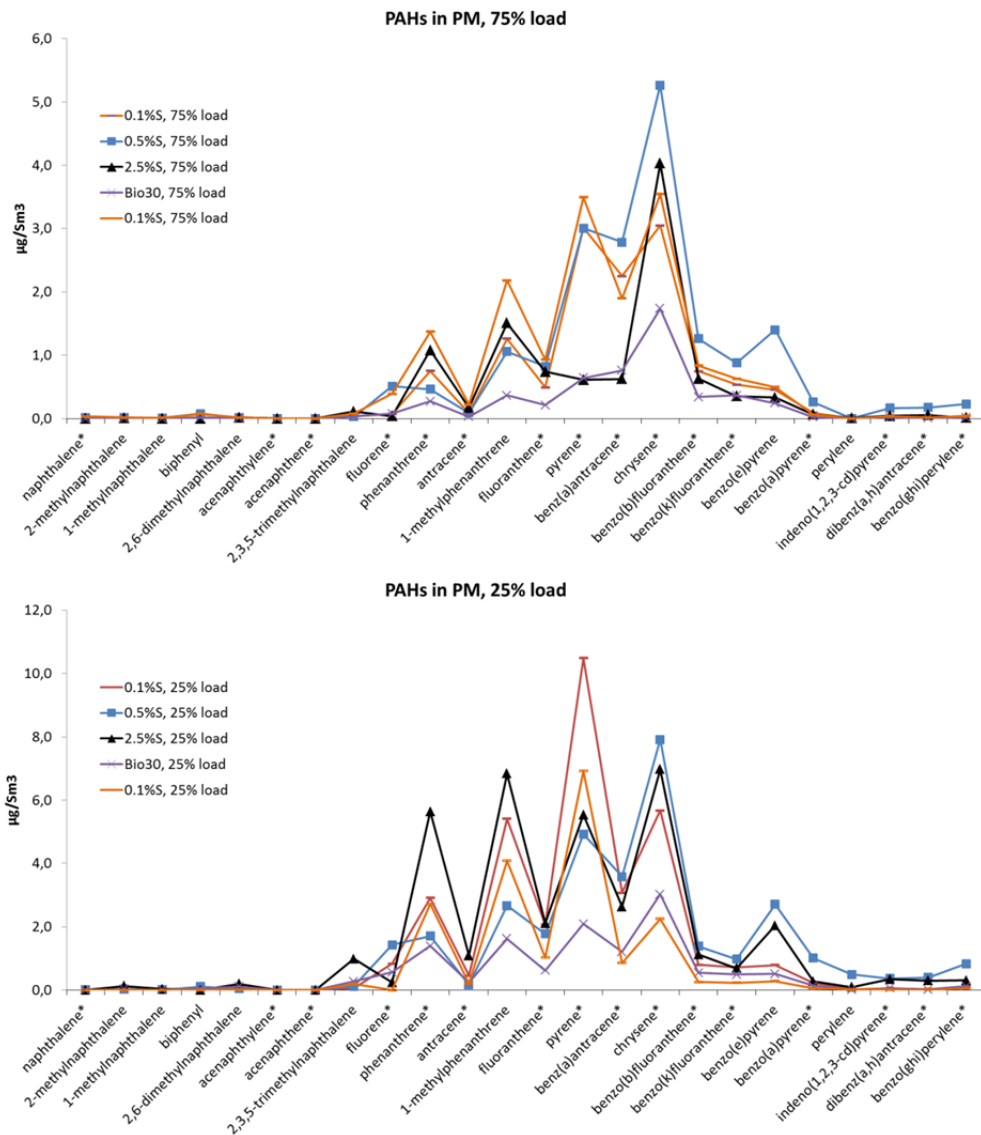 PAHs in PM, 75% load
6,0
5,0
4,0
3,0
2,0
1,0
0,0
µg/Sm3
0.1%S, 75% load
0.5%S, 75% load
2.5%S, 75% load
Bio30, 75% load
0.1%S, 75% load
naphthalene*
2-methylnaphthalene
1-methylnaphthalene
biphenyl
2,6-dimethylnaphthalene
acenaphthylene*
acenaphthene*
2,3,5-trimethylnaphthalene
fluorene*
phenanthrene*
antracene*
1-methylphenanthrene
fluoranthene*
pyrene*
benz(a)antracene*
chrysene*
benzo(b)fluoranthene*
benzo(k)fluoranthene*
benzo(e)pyrene
benzo(a)pyrene*
perylene
indeno(1,2,3-cd)pyrene*
dibenz(a,h)antracene*
benzo(ghi)perylene*
PAHs in PM, 25% load
12,0
10,0
8,0
6,0
4,0
2,0
0,0
µg/Sm3
0.1%S, 25% load
0.5%S, 25% load
2.5%S, 25% load
Bio30, 25% load
0.1%S, 25% load
naphthalene*
2-methylnaphthalene
1-methylnaphthalene
biphenyl
2,6-dimethylnaphthalene
acenaphthylene*
acenaphthene*
2,3,5-trimethylnaphthalene
fluorene*
phenanthrene*
antracene*
1-methylphenanthrene
fluoranthene*
pyrene*
benz(a)antracene*
chrysene*
benzo(b)fluoranthene*
benzo(k)fluoranthene*
benzo(e)pyrene
benzo(a)pyrene*
perylene
indeno(1,2,3-cd)pyrene*
dibenz(a,h)antracene*
benzo(ghi)perylene*